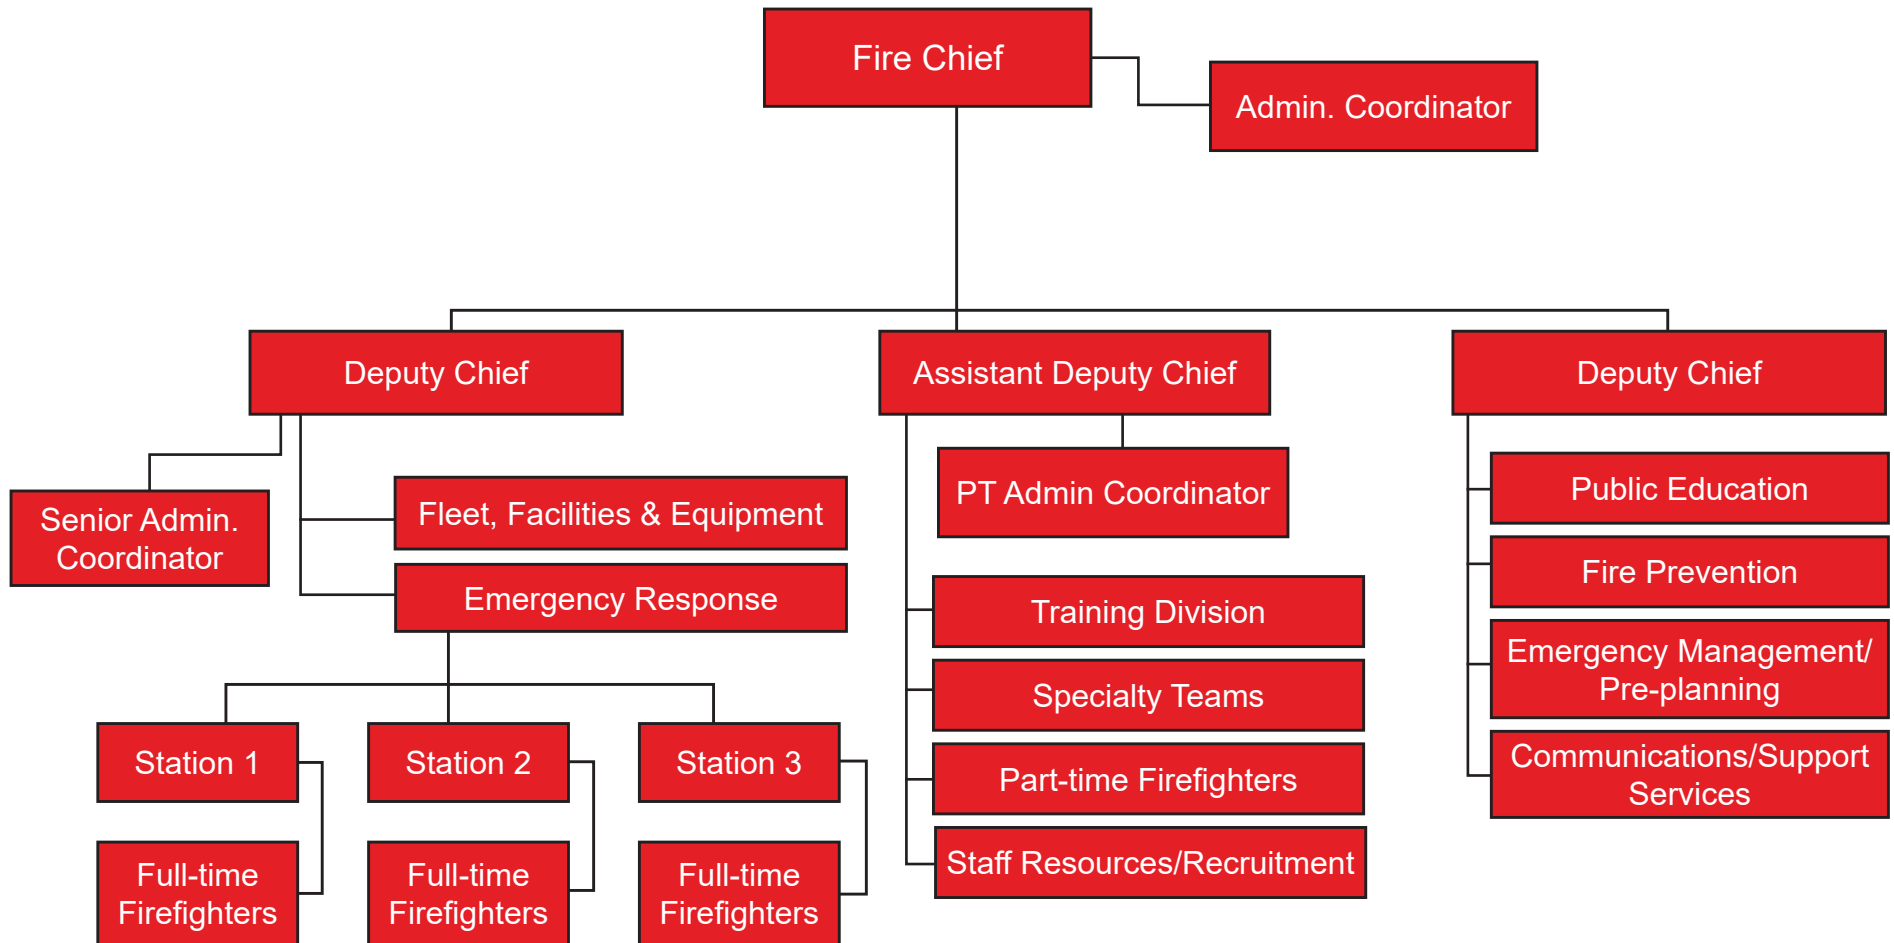 Fire Chief
Admin. Coordinator
Deputy Chief
Assistant Deputy Chief
Deputy Chief
Senior Admin.
Coordinator
Fleet, Facilities & Equipment
Emergency Response
Station 1
Station 2
Station 3
Full-time
Firefighters
Full-time
Firefighters
Full-time
Firefighters
PT Admin Coordinator
Training Division
Specialty Teams
Part-time Firefighters
Staff Resources/Recruitment
Public Education
Fire Prevention
Emergency Management/
Pre-planning
Communications/Support
Services